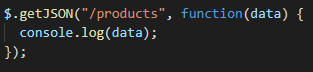 $.getJSON("/products", function(data) {
  console.log(data);
});